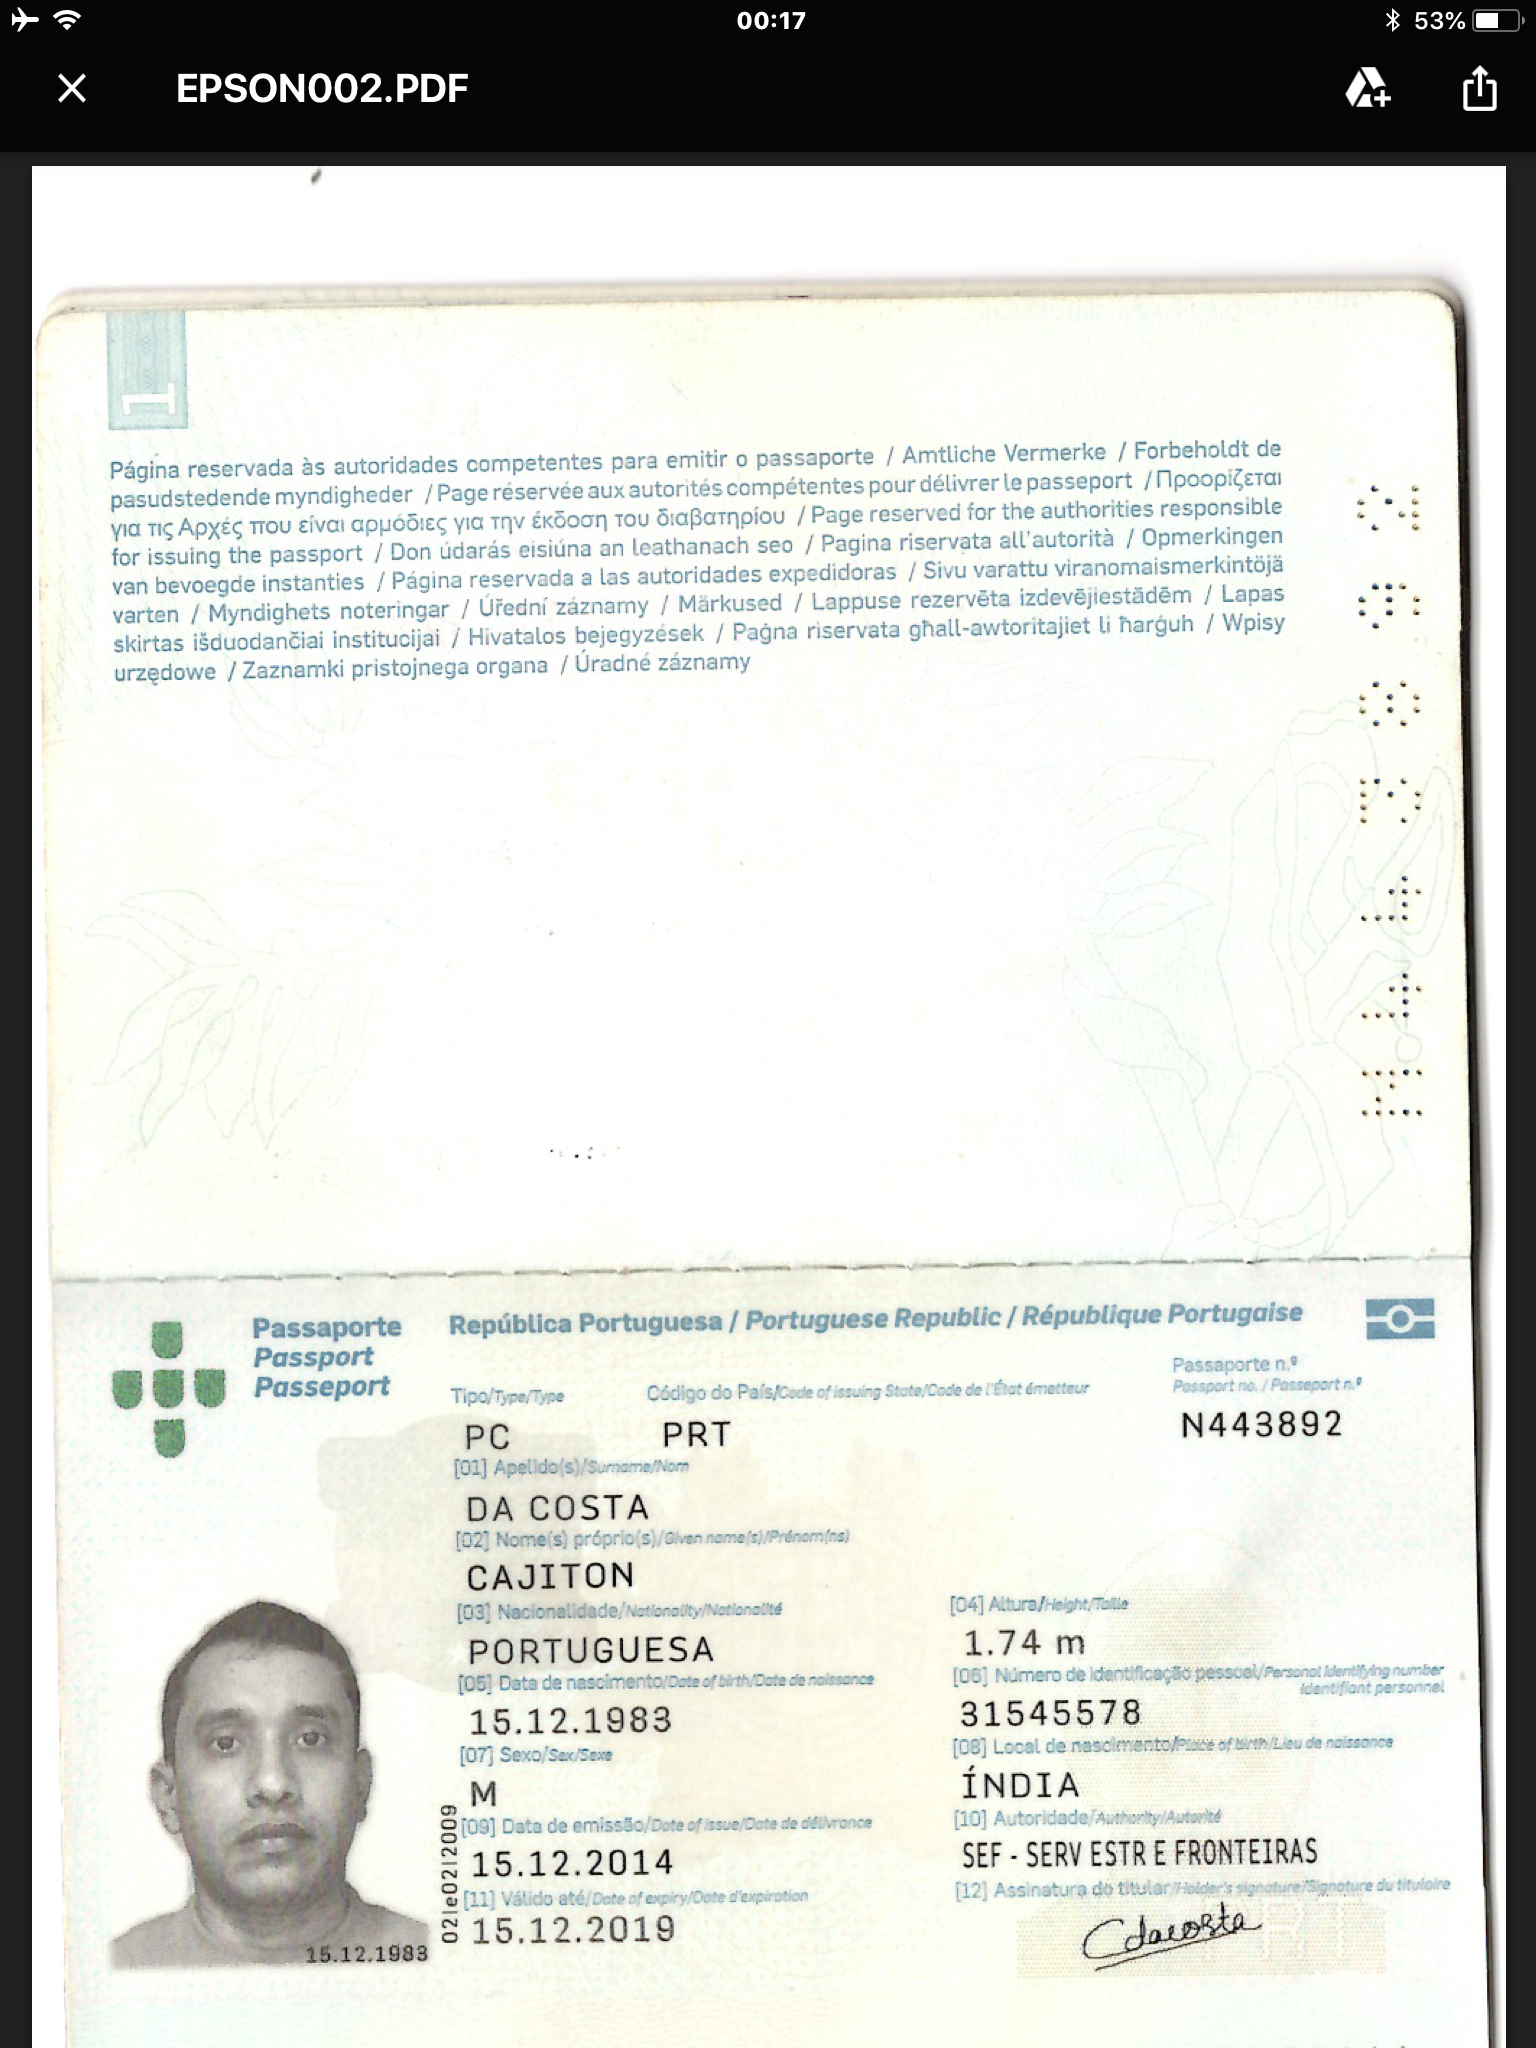 00:17
53%
EPSON002.PDF
1
Página reservada às autoridades competentes para emitir o passaporte / Amtliche Vermerke / Forbeholdt de
pasudstedende myndigheder / Page réservée aux autorités compétentes pour délivrer le passeport / Προορίζεται
για τις Αρχές που είναι αρμόδιες για την έκδοση του διαβατηρίου / Page reserved for the authorities responsible
for issuing the passport / Don údarás eisiúna an leathanach seo / Pagina riservata all'autorità / Opmerkingen
van bevoegde instanties / Página reservada a las autoridades expedidoras / Sivu varattu viranomaismerkintöjä
varten / Myndighets noteringar / Úřední záznamy / Märkused / Lappuse rezervēta izdevējiestādēm / Lapas
skirtas išduodančiai institucijai / Hivatalos bejegyzések / Paġna riservata għall-awtoritajiet li ħarġuh / Wpisy
urzędowe / Zaznamki pristojnega organa / Úradné záznamy
N443892
Passaporte
Passport
Passeport
República Portuguesa / Portuguese Republic / République Portugaise
Passaporte n.º
Passport no. / Passeport n.º
N443892
Tipo/Type/Type
Código do País/Code of issuing State/Code de l'État émetteur
PC
PRT
[01] Apelido(s)/Surname/Nom
DA COSTA
[02] Nome(s) próprio(s)/Given name(s)/Prénom(ns)
CAJITON
[03] Nacionalidade/Nationality/Nationalité
PORTUGUESA
[04] Altura/Height/Taille
1.74 m
[05] Data de nascimento/Date of birth/Date de naissance
15.12.1983
[06] Número de identificação pessoal/Personal identifying number
Identifiant personnel
31545578
[07] Sexo/Sex/Sexe
M
[08] Local de nascimento/Place of birth/Lieu de naissance
ÍNDIA
[09] Data de emissão/Date of issue/Date de délivrance
15.12.2014
[10] Autoridade/Authority/Autorité
SEF - SERV ESTR E FRONTEIRAS
[11] Válido até/Date of expiry/Date d'expiration
15.12.2019
[12] Assinatura do titular/Holder's signature/Signature du titulaire
Cdacosta
15.12.1983